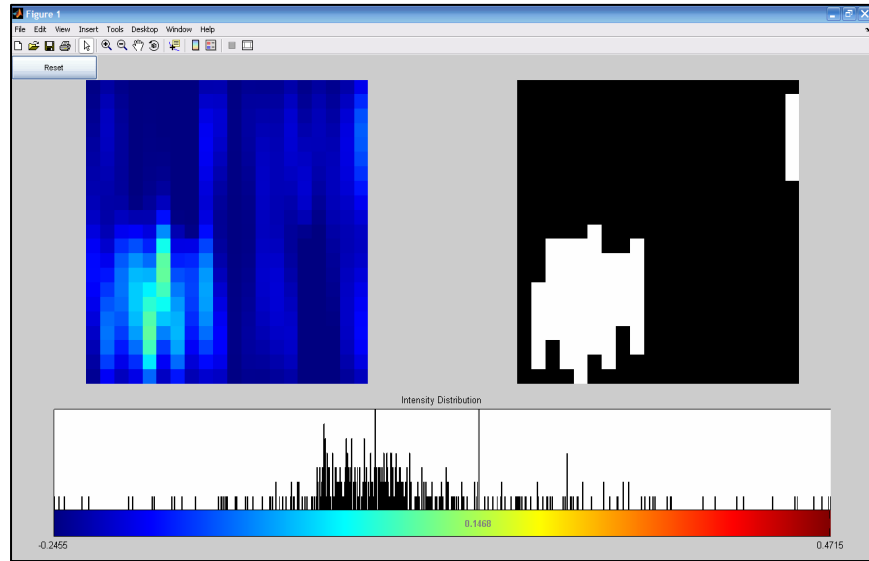 Figure 1
File Edit View Insert Tools Desktop Window Help
Reset
Intensity Distribution
0.1468
-0.2455 0.4715